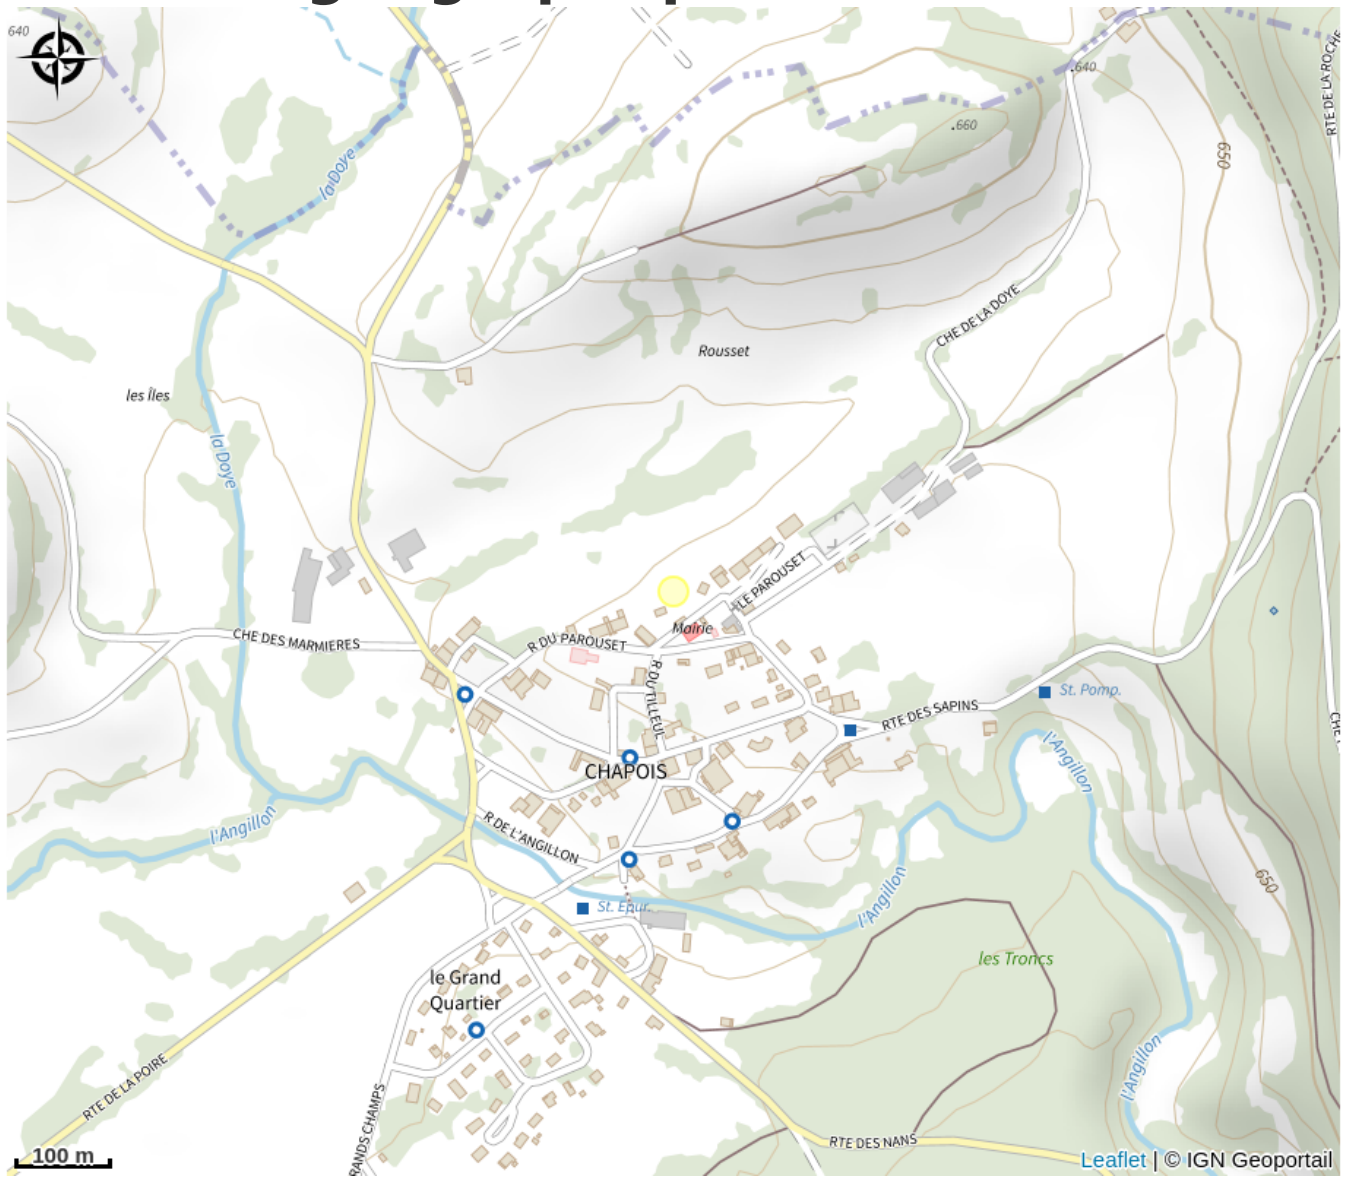 640
.640
RTE DE LA ROCHE
.660
650
la Doye
CHE DE LA DOYE
Rousset
les Îles
la Doye
LE PAROUSET
Mairie
CHE DES MARMIERES
R DU PAROUSET
R DU TILLEUL
St. Pomp.
RTE DES SAPINS
l'Angillon
CHAPOIS
l'Angillon
R DE L'ANGILLON
650
l'Angillon
St. Epur.
les Troncs
le Grand
Quartier
l'Angillon
RTE DE LA POIRE
RANDS CHAMPS
RTE DES NANS
100 m
Leaflet | © IGN Geoportail